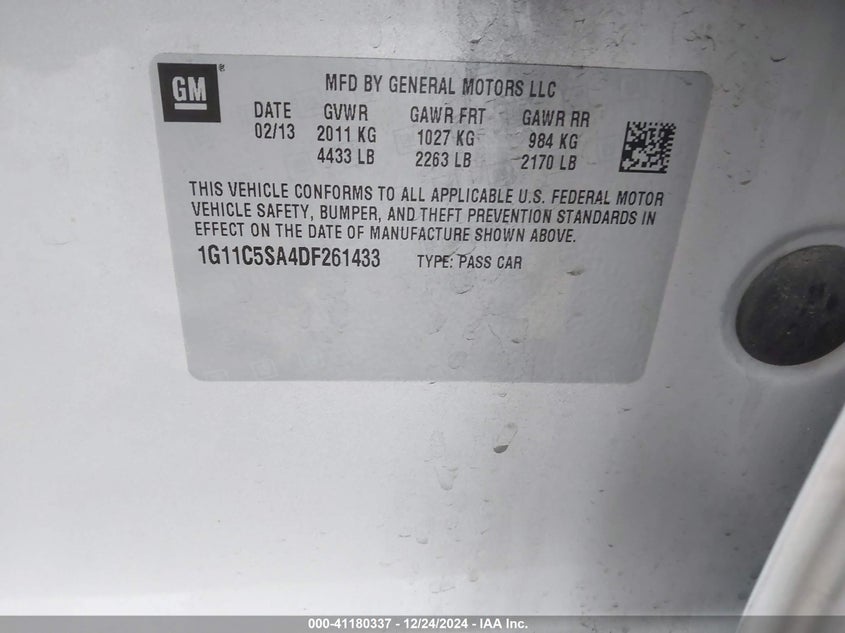 GM®
MFD BY GENERAL MOTORS LLC
DATE GVWR GAWR FRT GAWR RR
02/13 2011 KG 1027 KG 984 KG
4433 LB 2263 LB 2170 LB
THIS VEHICLE CONFORMS TO ALL APPLICABLE U.S. FEDERAL MOTOR
VEHICLE SAFETY, BUMPER, AND THEFT PREVENTION STANDARDS IN
EFFECT ON THE DATE OF MANUFACTURE SHOWN ABOVE.
1G11C5SA4DF261433 TYPE: PASS CAR
000-41180337 - 12/24/2024 - IAAI Inc.